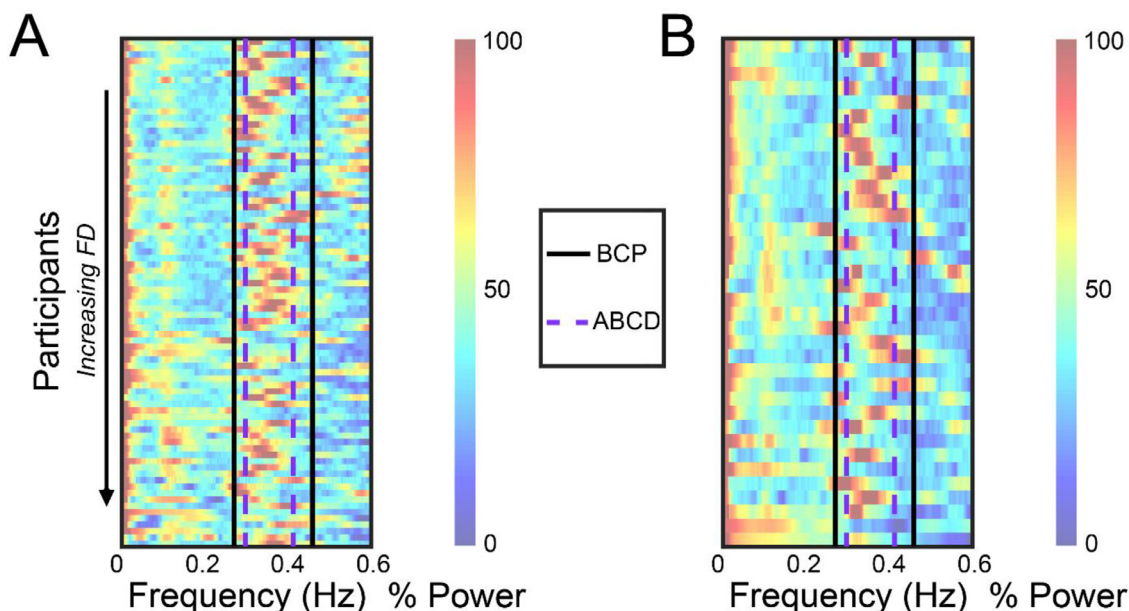 A
B
Participants
Increasing FD
100
50
0
BCP
ABCD
100
50
0
0 0.2 0.4 0.6
Frequency (Hz) % Power
0 0.2 0.4 0.6
Frequency (Hz) % Power